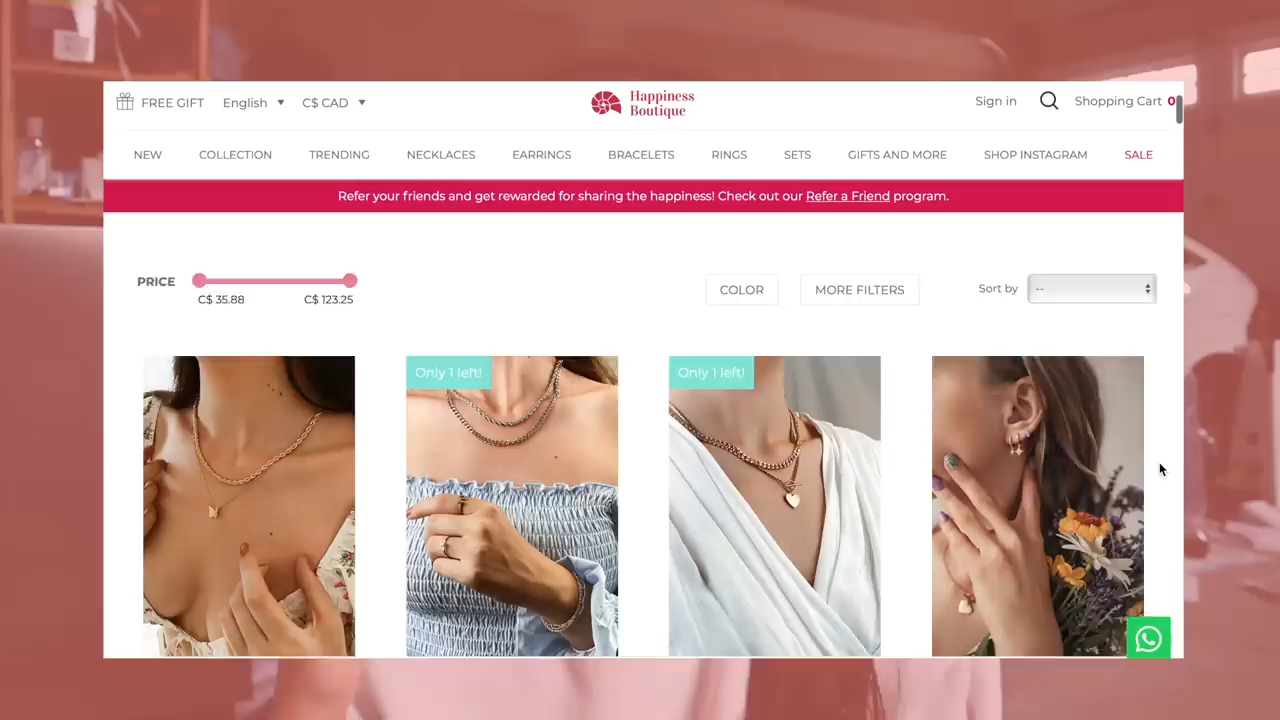 FREE GIFT English C$ CAD
Happiness
Boutique
Sign in Shopping Cart 0
NEW COLLECTION TRENDING NECKLACES EARRINGS BRACELETS RINGS SETS GIFTS AND MORE SHOP INSTAGRAM SALE
Refer your friends and get rewarded for sharing the happiness! Check out our Refer a Friend program.
PRICE
C$ 35.88 C$ 123.25
COLOR MORE FILTERS Sort by --
Only 1 left! Only 1 left!